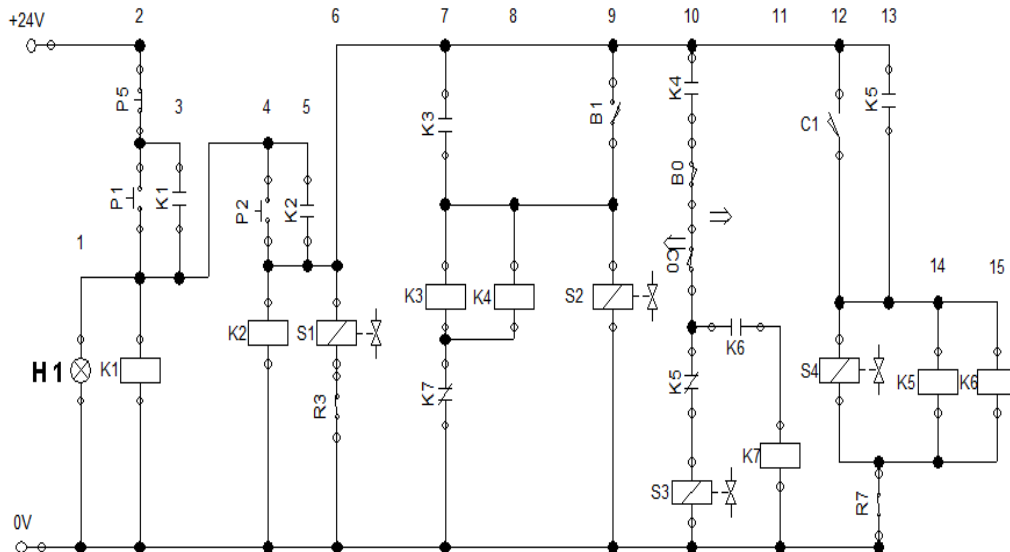 2 6 7 8 9 10 11 12 13
+24V
P5
3 4 5
K3 B1 K4 C1 K5
P1 K1 P2 K2 B0
1
C0
K3 K4 S2 14 15
H1 K1 K2 S1 K6
R3 K7 K5 S4 K5 K6
K7
S3 R7
0V